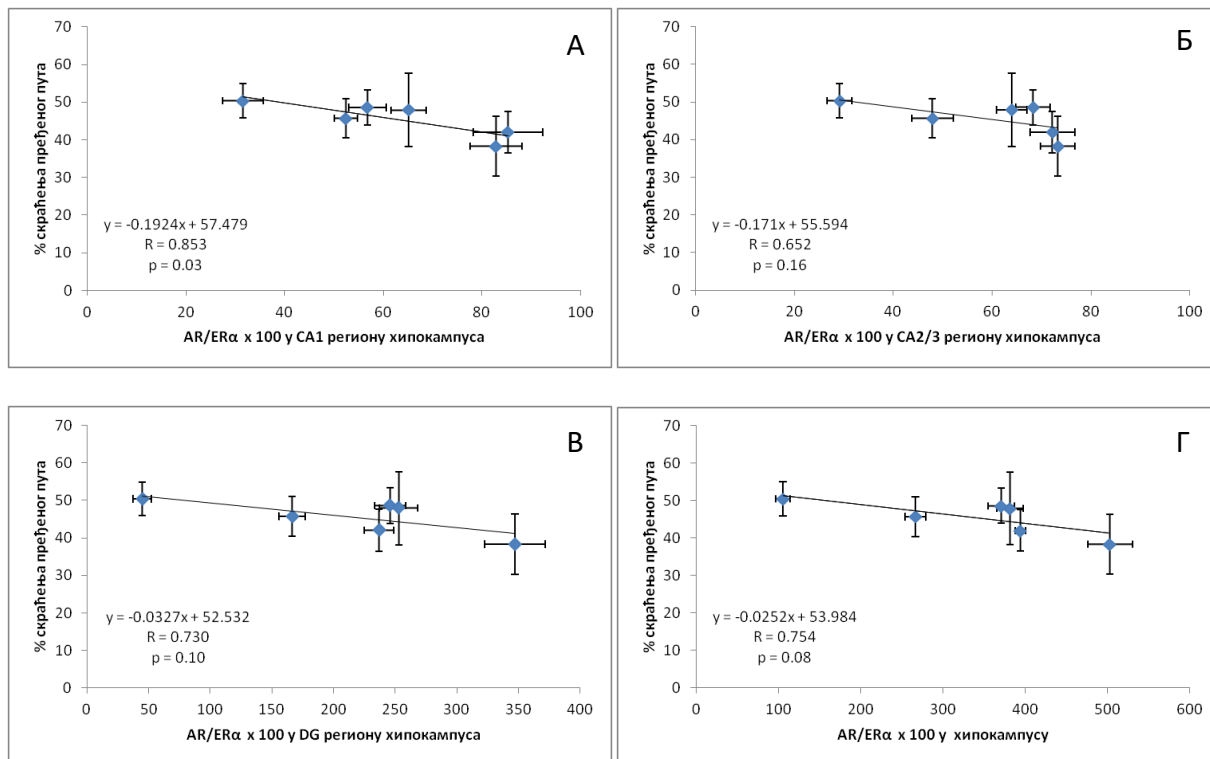 А
% скраћења пређеног пута
70
60
50
40
30
20
10
0
y = -0.1924x + 57.479
R = 0.853
p = 0.03
0 20 40 60 80 100
AR/ERα x 100 у CA1 региону хипокампуса
Б
% скраћења пређеног пута
70
60
50
40
30
20
10
0
y = -0.171x + 55.594
R = 0.652
p = 0.16
0 20 40 60 80 100
AR/ERα x 100 у CA2/3 региону хипокампуса
В
% скраћења пређеног пута
70
60
50
40
30
20
10
0
y = -0.0327x + 52.532
R = 0.730
p = 0.10
0 50 100 150 200 250 300 350 400
AR/ERα x 100 у DG региону хипокампуса
Г
% скраћења пређеног пута
70
60
50
40
30
20
10
0
y = -0.0252x + 53.984
R = 0.754
p = 0.08
0 100 200 300 400 500 600
AR/ERα x 100 у хипокампусу